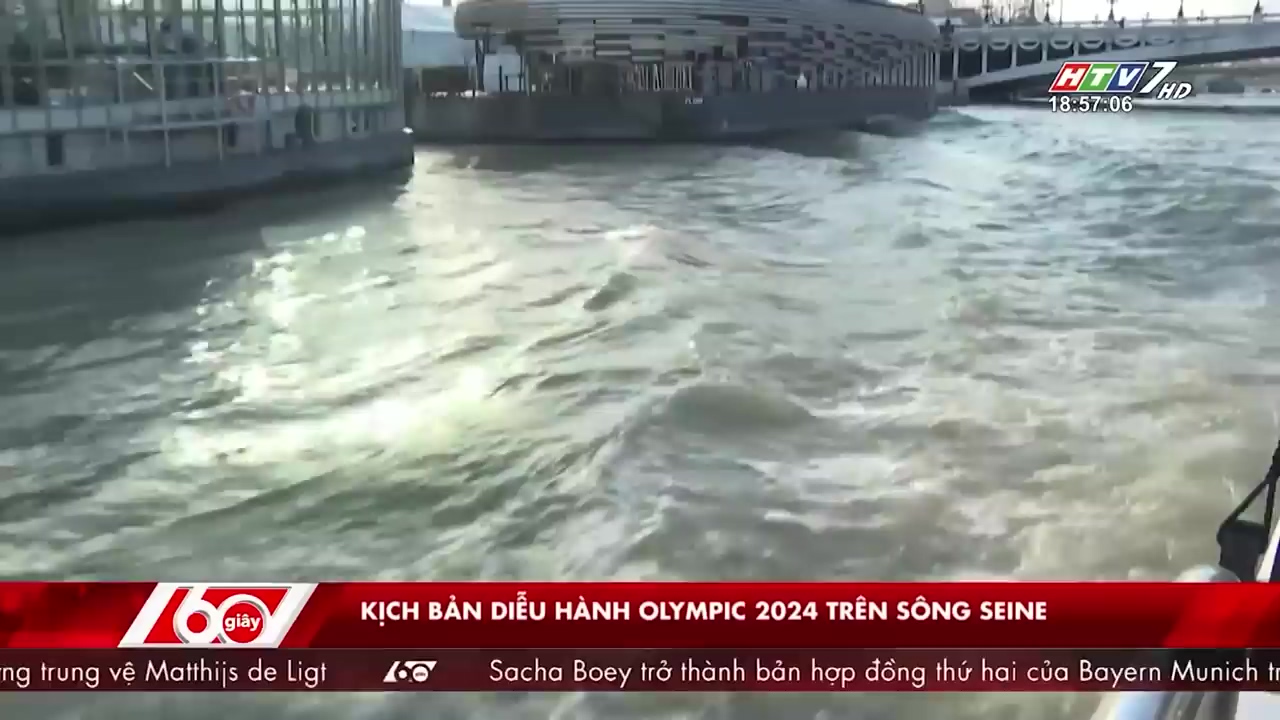 HTV7 HD
18:57:06
60 giây
KỊCH BẢN DIỄU HÀNH OLYMPIC 2024 TRÊN SÔNG SEINE
trung vệ Matthijs de Ligt 60 giây Sacha Boey trở thành bản hợp đồng thứ hai của Bayern Munich